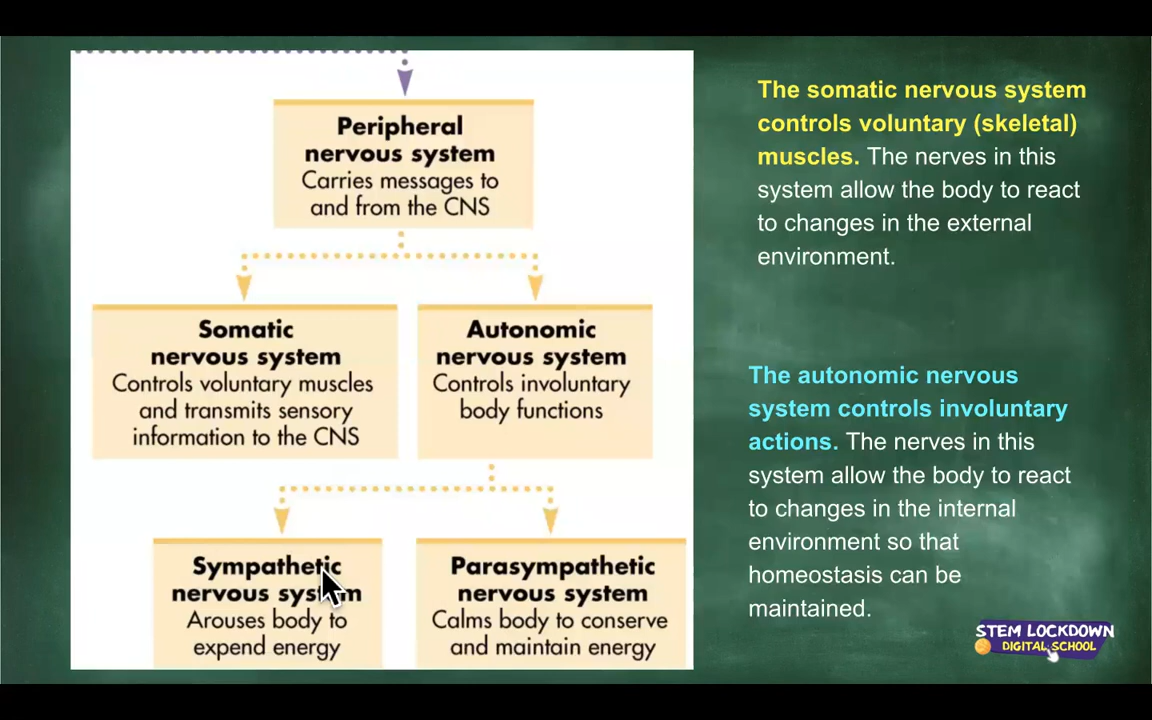 Peripheral
nervous system
Carries messages to
and from the CNS
Somatic
nervous system
Controls voluntary muscles
and transmits sensory
information to the CNS
Autonomic
nervous system
Controls involuntary
body functions
Sympathetic
nervous system
Arouses body to
expend energy
Parasympathetic
nervous system
Calms body to conserve
and maintain energy
The somatic nervous system
controls voluntary (skeletal)
muscles. The nerves in this
system allow the body to react
to changes in the external
environment.
The autonomic nervous
system controls involuntary
actions. The nerves in this
system allow the body to react
to changes in the internal
environment so that
homeostasis can be
maintained.
STEM LOCKDOWN
DIGITAL SCHOOL